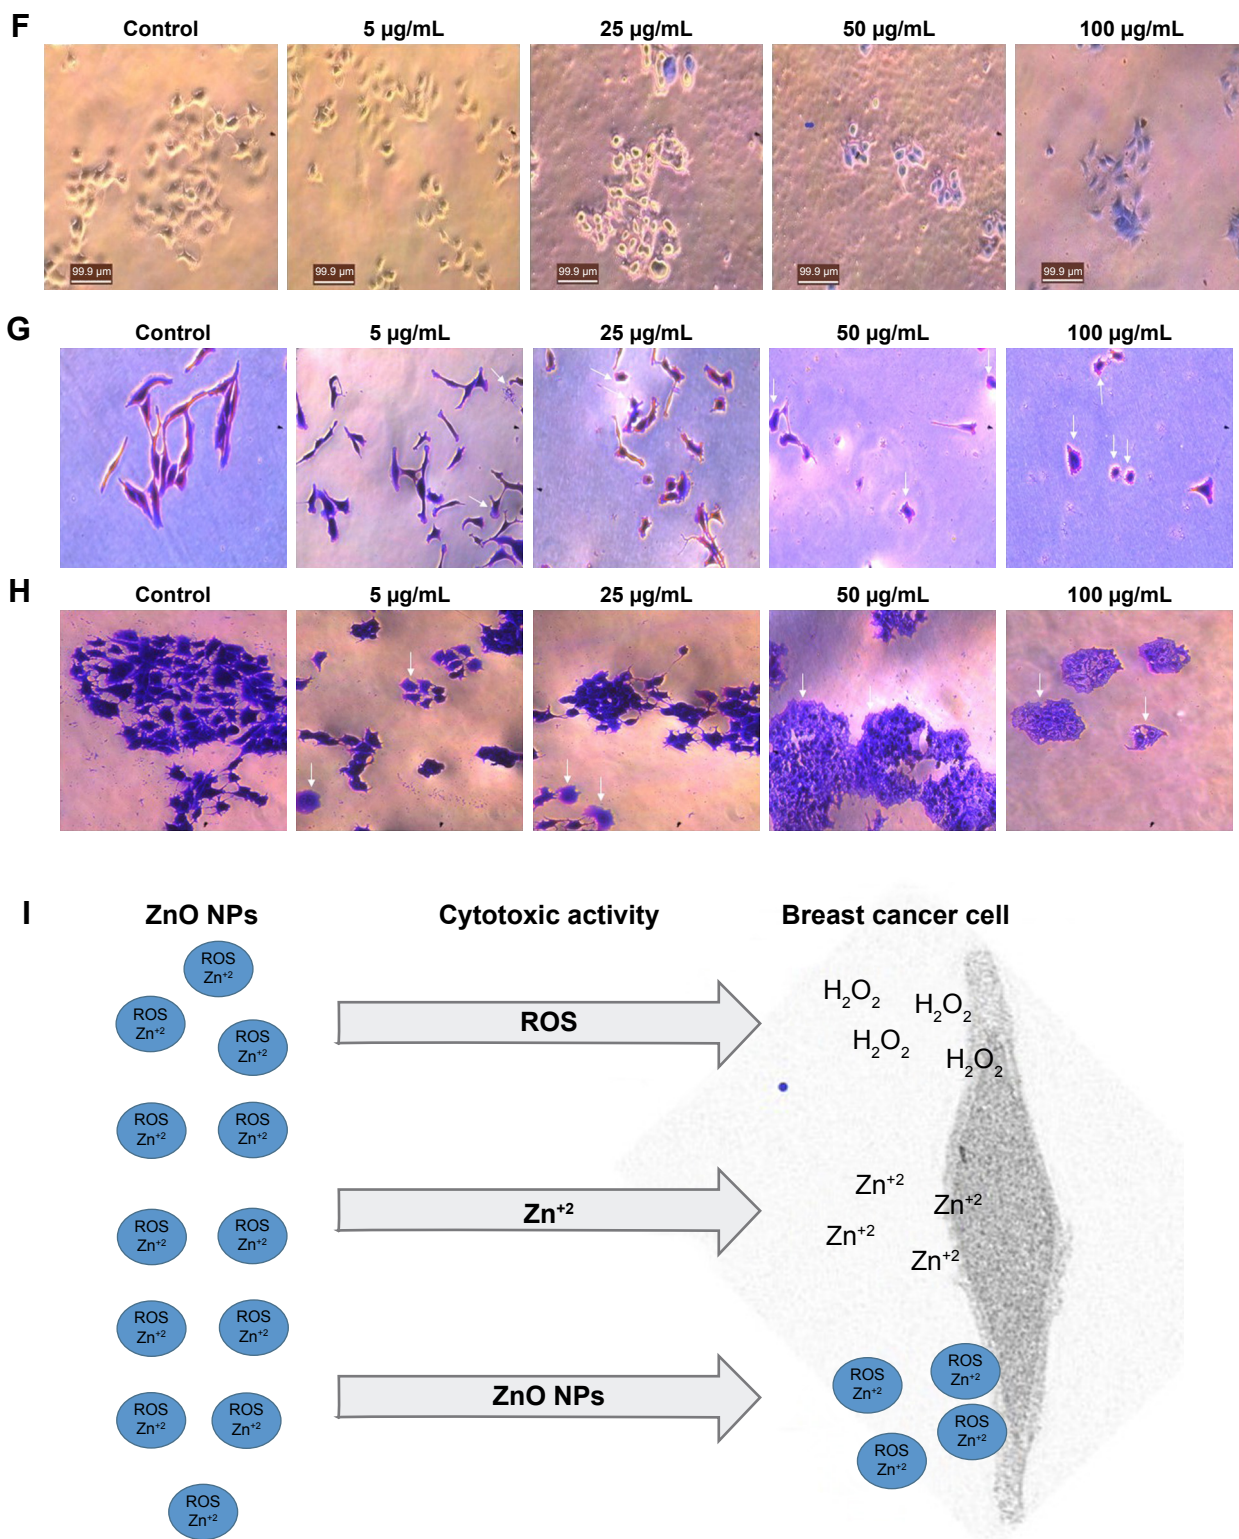 F
Control
5 µg/mL
25 µg/mL
50 µg/mL
100 µg/mL
99.9 µm
99.9 µm
99.9 µm
99.9 µm
99.9 µm
G
Control
5 µg/mL
25 µg/mL
50 µg/mL
100 µg/mL
H
Control
5 µg/mL
25 µg/mL
50 µg/mL
100 µg/mL
I
ZnO NPs
Cytotoxic activity
Breast cancer cell
ROS
Zn⁺²
ROS
Zn⁺²
ROS
Zn⁺²
ROS
Zn⁺²
ROS
Zn⁺²
ROS
Zn⁺²
ROS
Zn⁺²
ROS
Zn⁺²
ROS
Zn⁺²
ROS
Zn⁺²
ROS
Zn⁺²
ROS
Zn⁺²
ROS
H₂O₂
H₂O₂
H₂O₂
H₂O₂
Zn⁺²
Zn⁺²
Zn⁺²
Zn⁺²
Zn⁺²
ZnO NPs
ROS
Zn⁺²
ROS
Zn⁺²
ROS
Zn⁺²
ROS
Zn⁺²